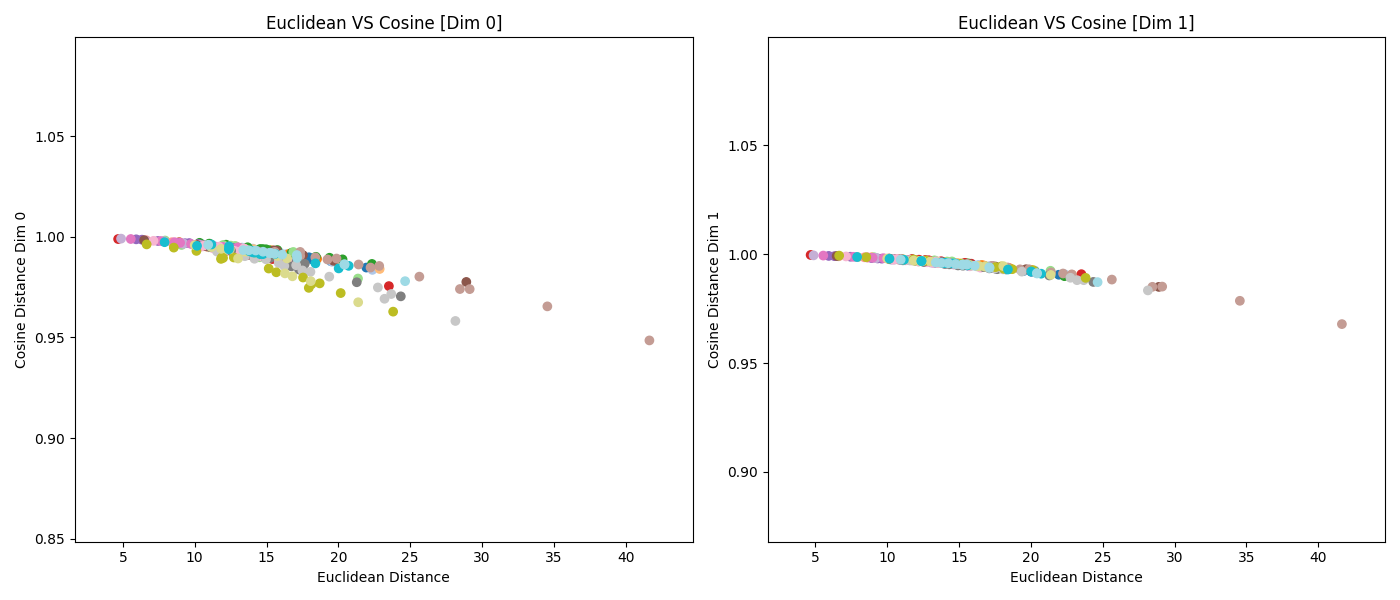 Euclidean VS Cosine [Dim 0]
Cosine Distance Dim 0
1.05
1.00
0.95
0.90
0.85
5 10 15 20 25 30 35 40
Euclidean Distance
Euclidean VS Cosine [Dim 1]
Cosine Distance Dim 1
1.05
1.00
0.95
0.90
5 10 15 20 25 30 35 40
Euclidean Distance